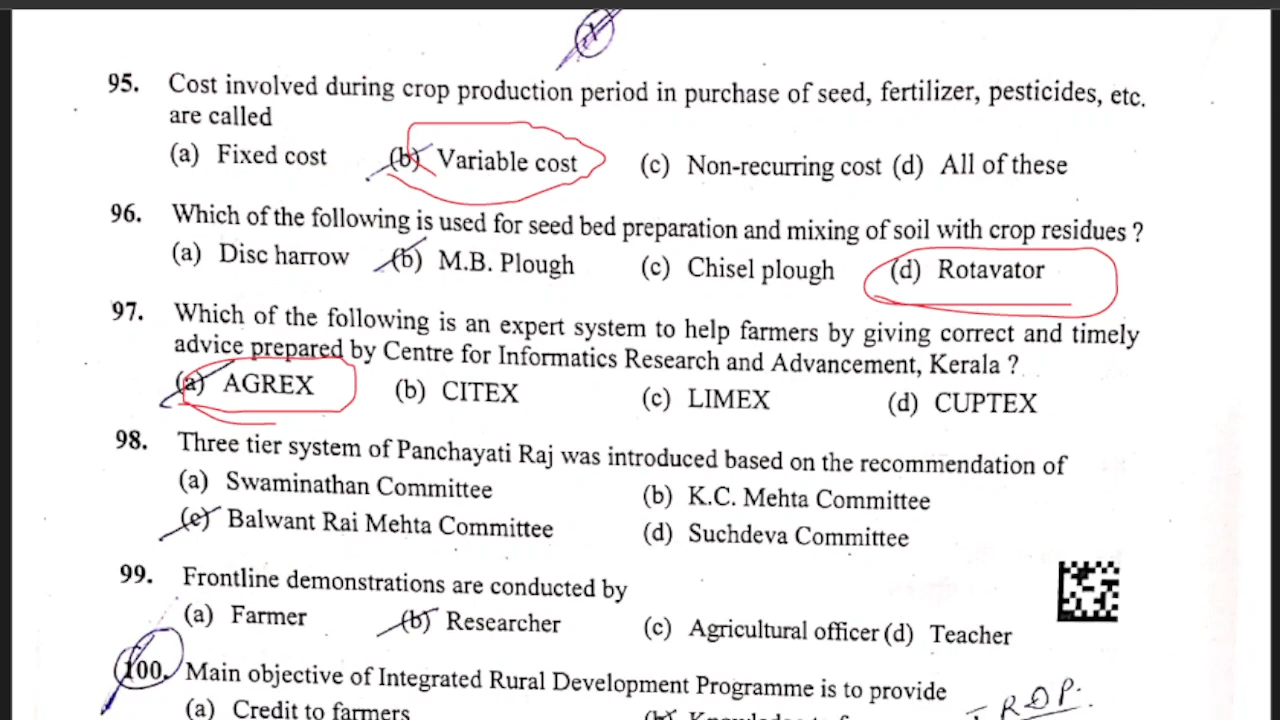 95. Cost involved during crop production period in purchase of seed, fertilizer, pesticides, etc.
are called
(a) Fixed cost (b) Variable cost (c) Non-recurring cost (d) All of these
96. Which of the following is used for seed bed preparation and mixing of soil with crop residues ?
(a) Disc harrow (b) M.B. Plough (c) Chisel plough (d) Rotavator
97. Which of the following is an expert system to help farmers by giving correct and timely
advice prepared by Centre for Informatics Research and Advancement, Kerala ?
(a) AGREX (b) CITEX (c) LIMEX (d) CUPTEX
98. Three tier system of Panchayati Raj was introduced based on the recommendation of
(a) Swaminathan Committee (b) K.C. Mehta Committee
(c) Balwant Rai Mehta Committee (d) Suchdeva Committee
99. Frontline demonstrations are conducted by
(a) Farmer (b) Researcher (c) Agricultural officer (d) Teacher
100. Main objective of Integrated Rural Development Programme is to provide
(a) Credit to farmers (b)